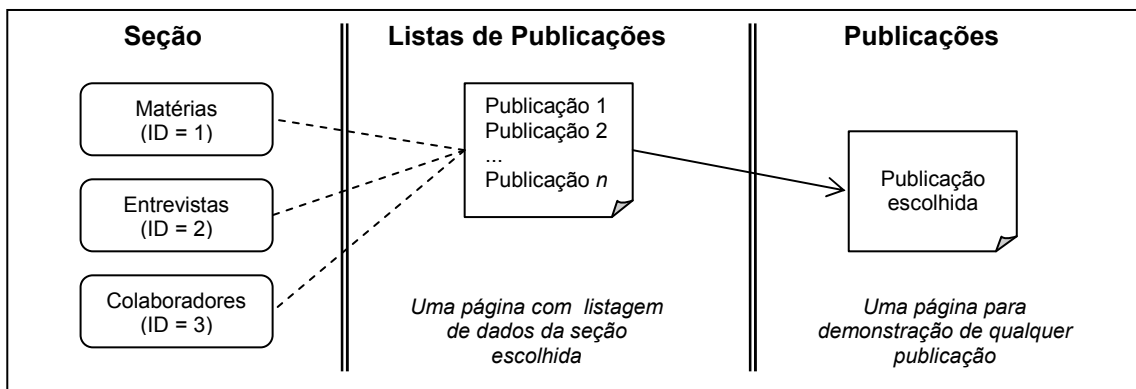 Seção
Listas de Publicações
Publicações
Matérias
(ID = 1)
Entrevistas
(ID = 2)
Colaboradores
(ID = 3)
Publicação 1
Publicação 2
...
Publicação n
Uma página com listagem
de dados da seção
escolhida
Publicação
escolhida
Uma página para
demonstração de qualquer
publicação